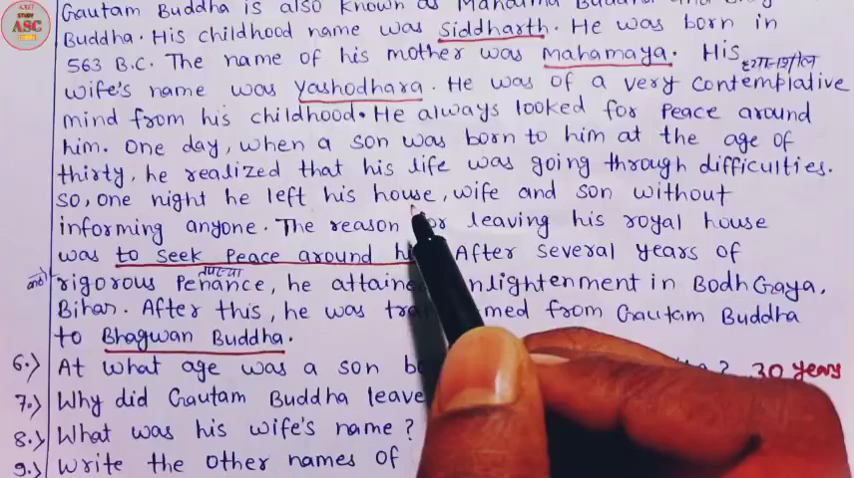 STUDY
ASC
Gautam Buddha is also known as Mahatma Buddha and
Buddha. His childhood name was Siddharth. He was born in
563 B.C. The name of his mother was Mahamaya. His
wife's name was Yashodhara. He was of a very contemplative
mind from his childhood. He always looked for Peace around
him. One day, when a son was born to him at the age of
thirty, he realized that his life was going through difficulties.
So, one night he left his house, wife and son without
informing anyone. The reason for leaving his royal house
was to seek Peace around After several years of
rigorous Penance, he attained enlightenment in Bodh Gaya,
Bihar. After this, he was from Gautam Buddha
to Bhagwan Buddha.
6.) At what age was a son ? 30 years
7.) Why did Gautam Buddha leave
8.) What was his wife's name?
9.) Write the other names of